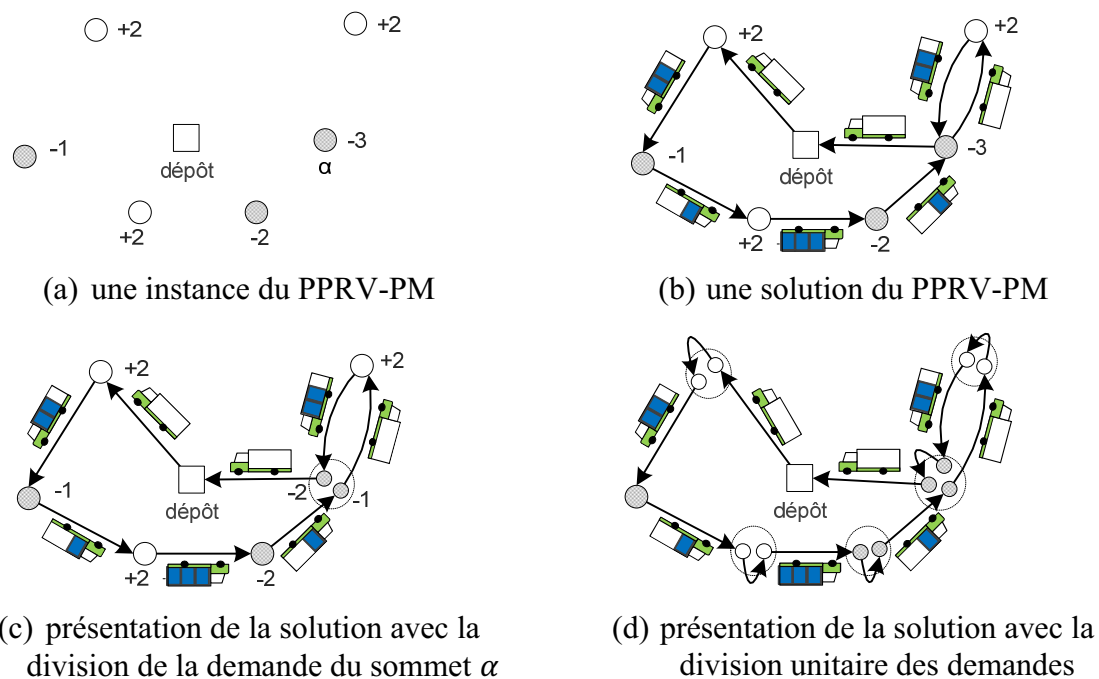 +2
+2
-1
dépôt
-3
α
+2
-2
(a) une instance du PPRV-PM
+2
+2
-1
dépôt
-3
+2
-2
(b) une solution du PPRV-PM
+2
+2
-1
dépôt
-2
-1
+2
-2
(c) présentation de la solution avec la
division de la demande du sommet α
dépôt
(d) présentation de la solution avec la
division unitaire des demandes